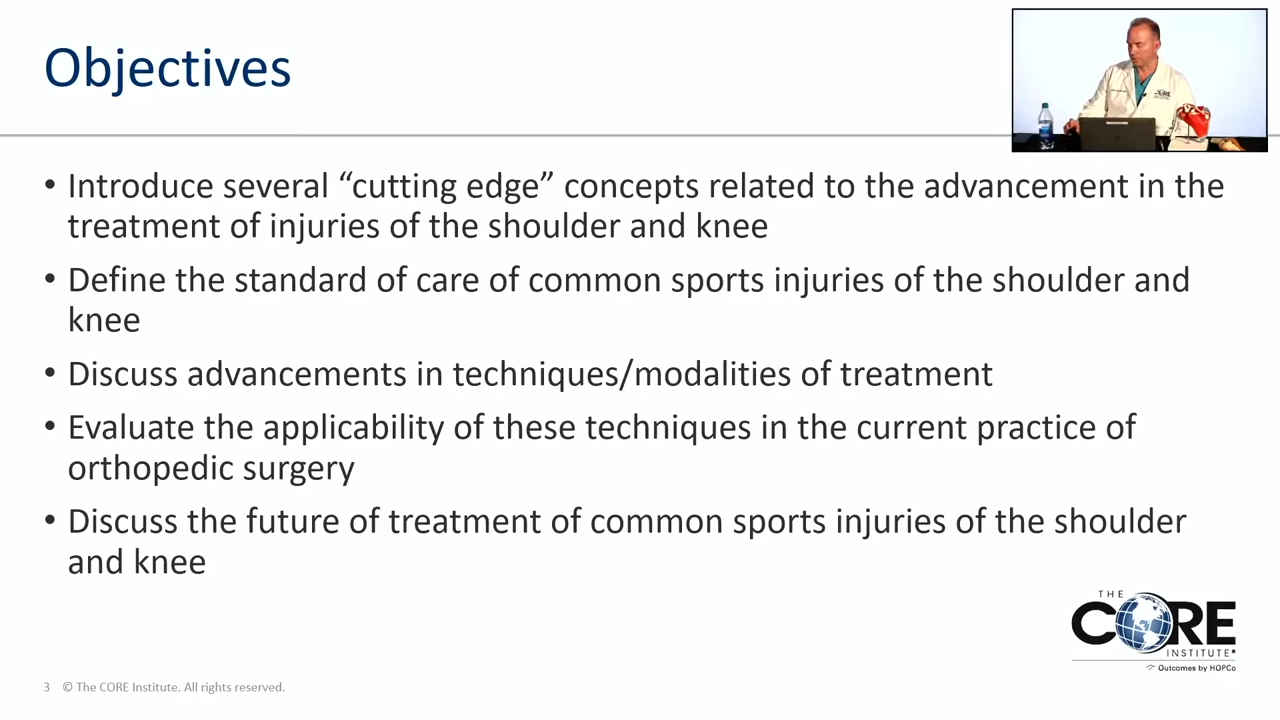 Objectives
• Introduce several “cutting edge” concepts related to the advancement in the
treatment of injuries of the shoulder and knee
• Define the standard of care of common sports injuries of the shoulder and
knee
• Discuss advancements in techniques/modalities of treatment
• Evaluate the applicability of these techniques in the current practice of
orthopedic surgery
• Discuss the future of treatment of common sports injuries of the shoulder
and knee
THE
CORE
INSTITUTE
Outcomes by HOPCo
3 © The CORE Institute. All rights reserved.